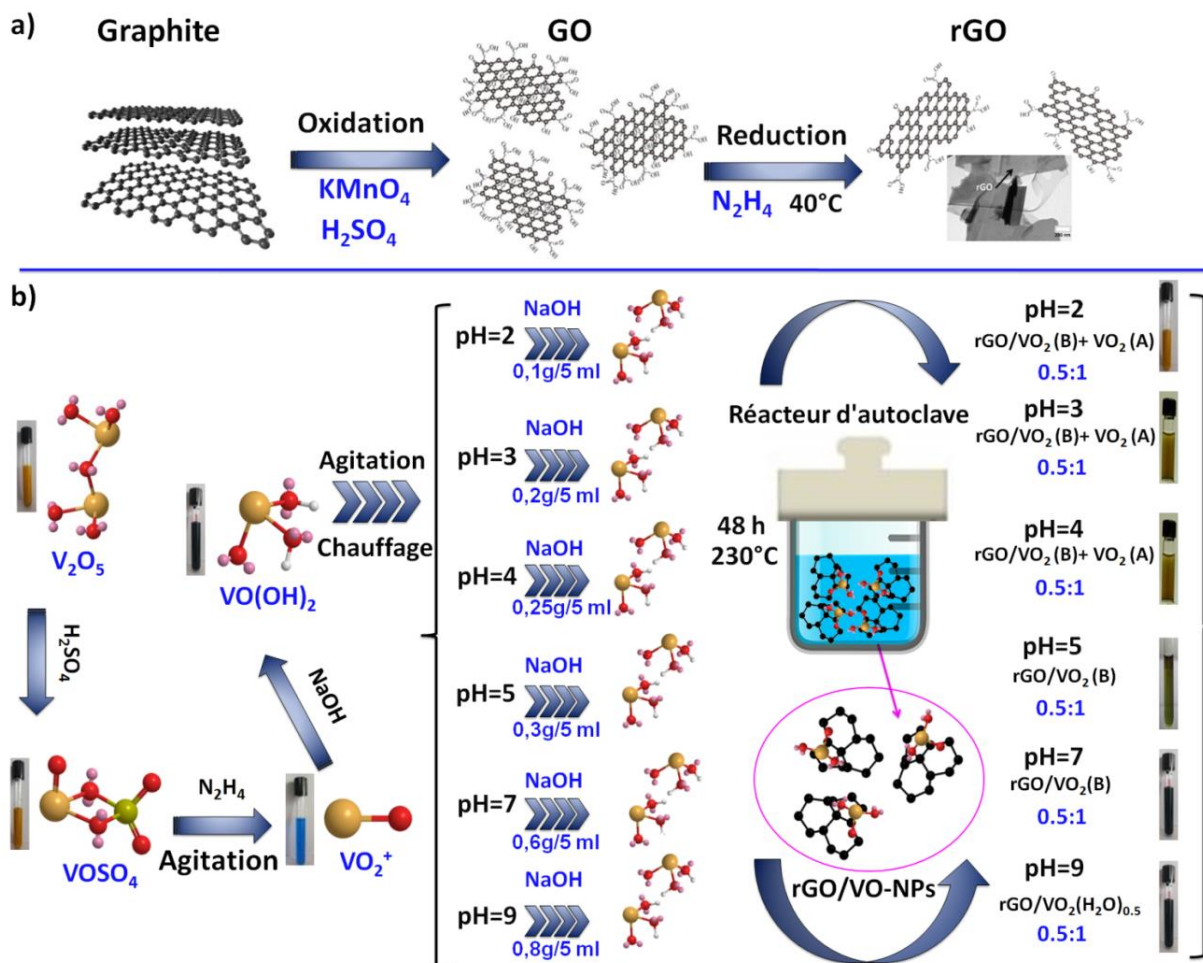 a)
Graphite
GO
rGO
Oxidation
KMnO₄
H₂SO₄
Reduction
N₂H₄ 40°C
rGO
b)
V₂O₅
H₂SO₄
VOSO₄
N₂H₄
Agitation
VO₂⁺
NaOH
VO(OH)₂
Agitation
Chauffage
pH=2
NaOH
0,1g/5 ml
pH=3
NaOH
0,2g/5 ml
pH=4
NaOH
0,25g/5 ml
pH=5
NaOH
0,3g/5 ml
pH=7
NaOH
0,6g/5 ml
pH=9
NaOH
0,8g/5 ml
Réacteur d'autoclave
48 h
230°C
rGO/VO-NPs
pH=2
rGO/VO₂(B)+ VO₂(A)
0.5:1
pH=3
rGO/VO₂(B)+ VO₂(A)
0.5:1
pH=4
rGO/VO₂(B)+ VO₂(A)
0.5:1
pH=5
rGO/VO₂(B)
0.5:1
pH=7
rGO/VO₂(B)
0.5:1
pH=9
rGO/VO₂(H₂O)₀.₅
0.5:1